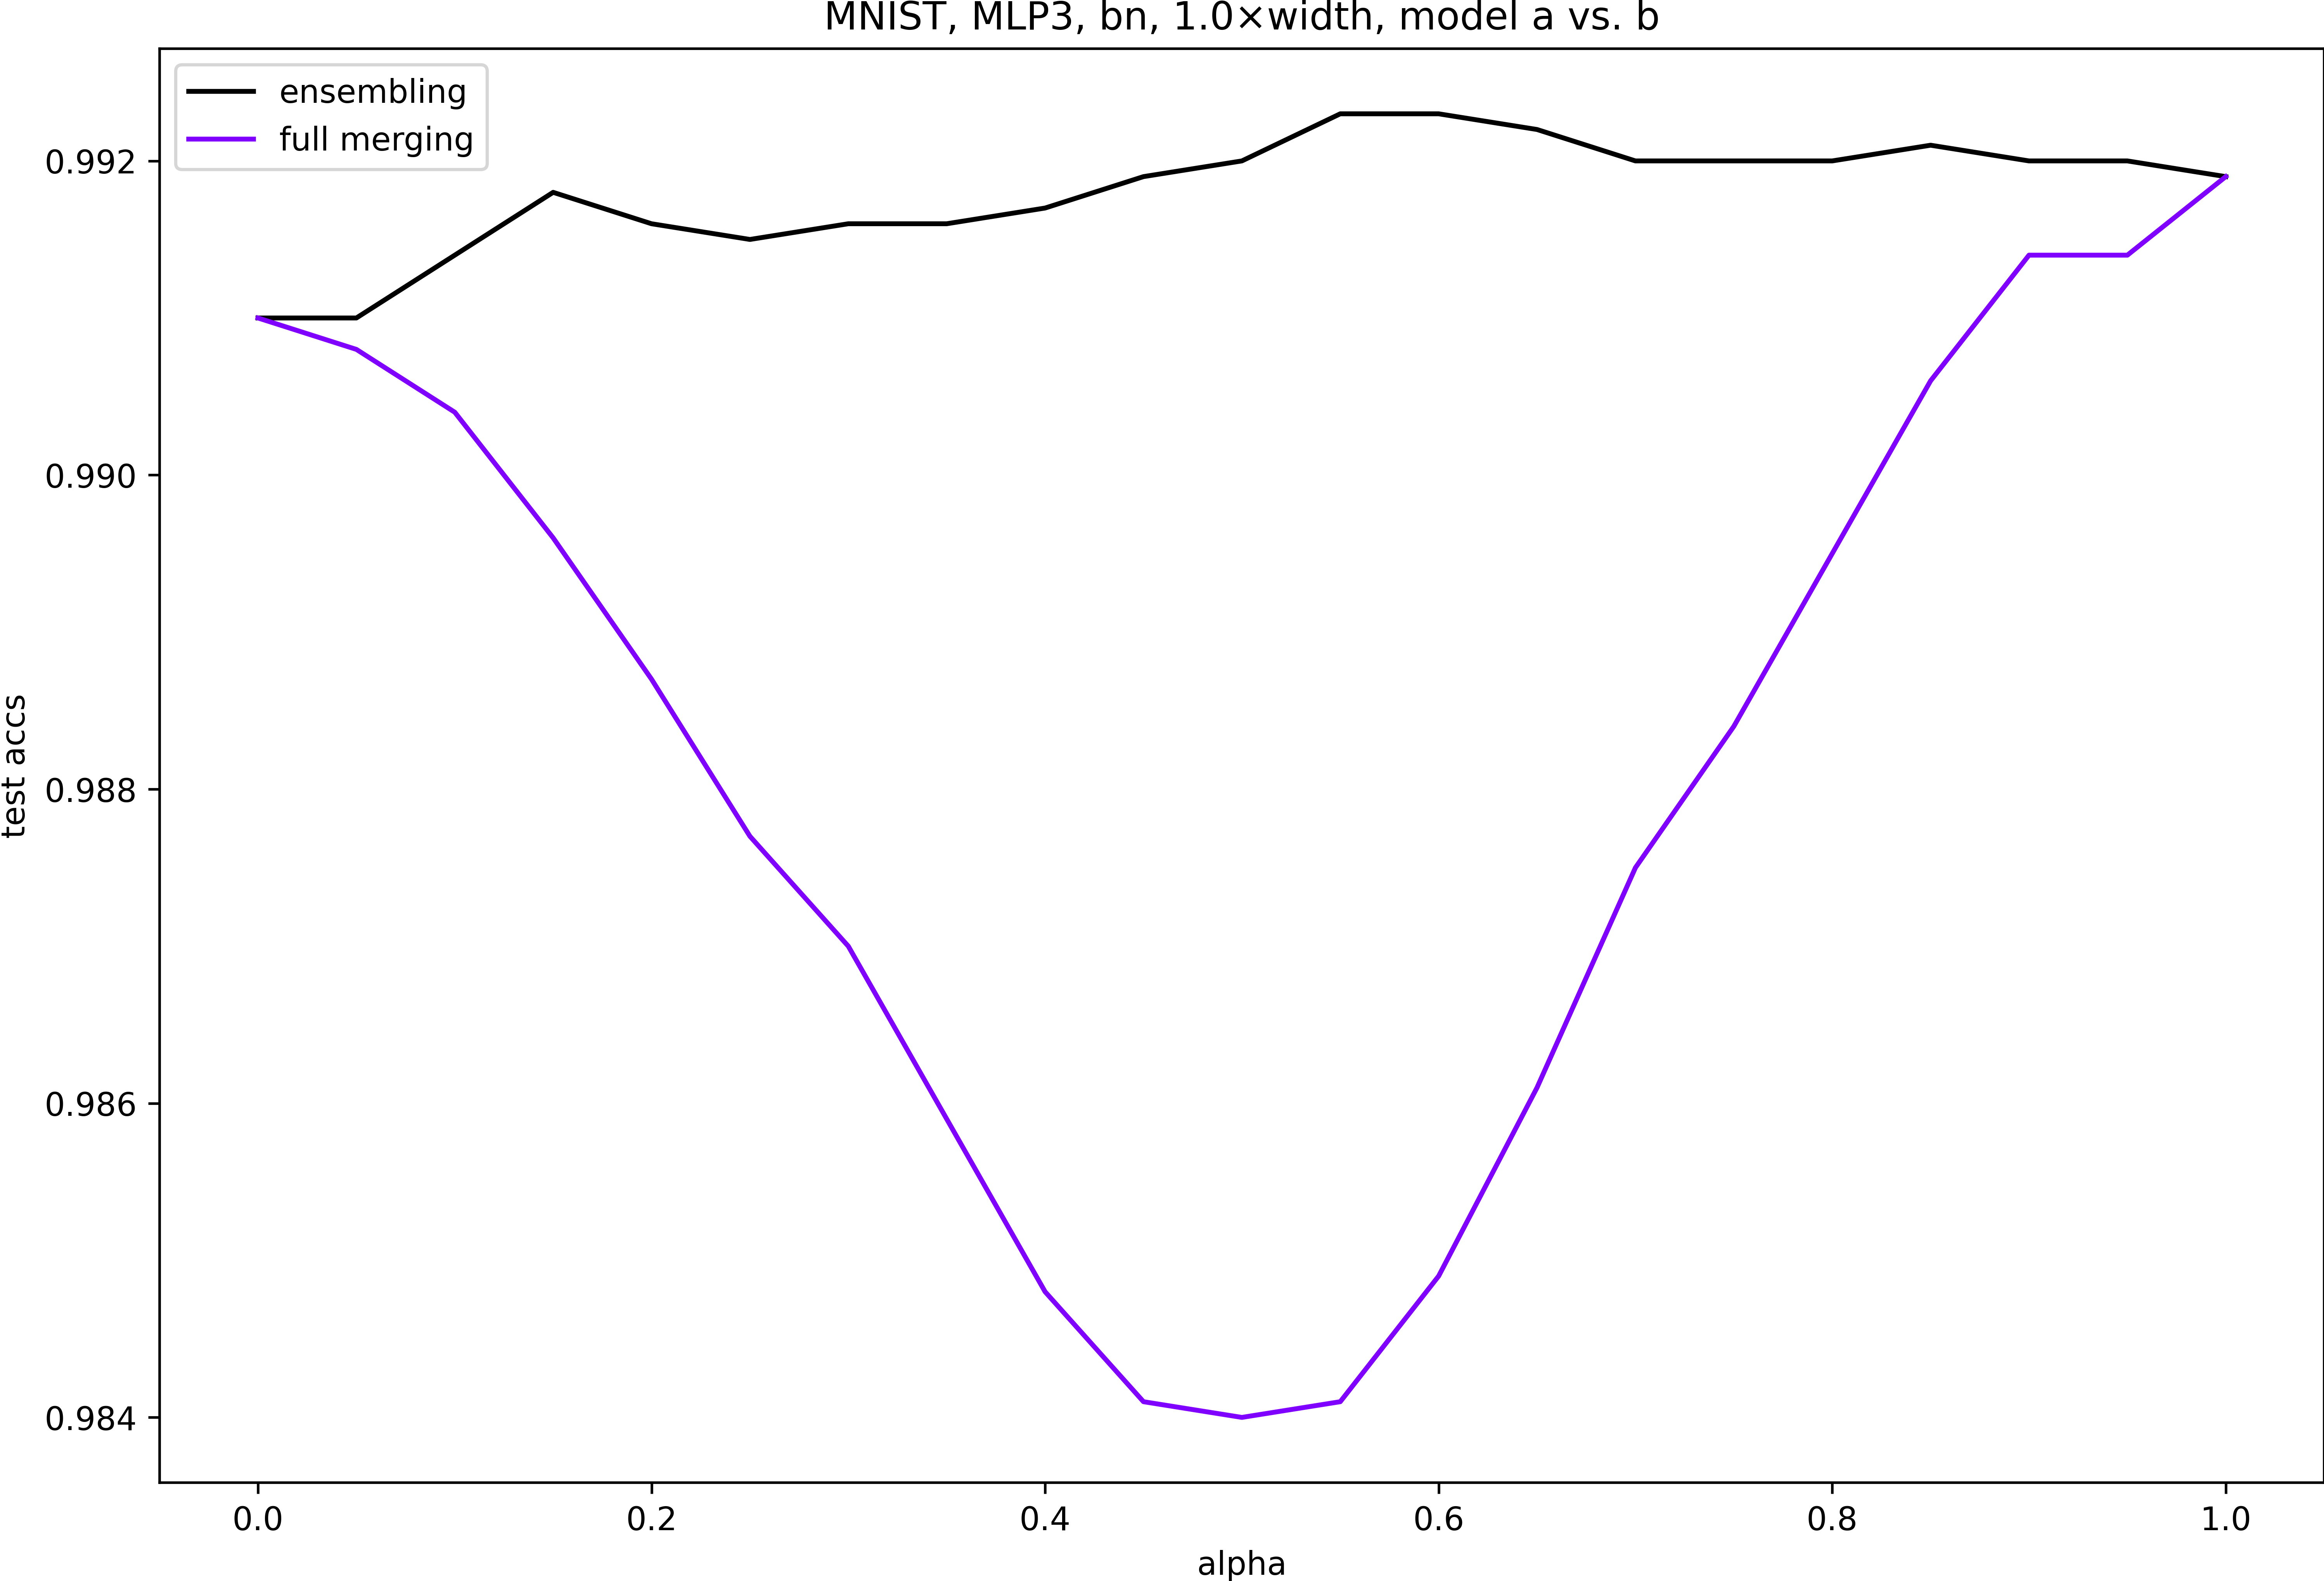 MNIST, MLP3, bn, 1.0×width, model a vs. b
ensembling
full merging
0.992
0.990
0.988
0.986
0.984
test accs
0.0 0.2 0.4 0.6 0.8 1.0
alpha